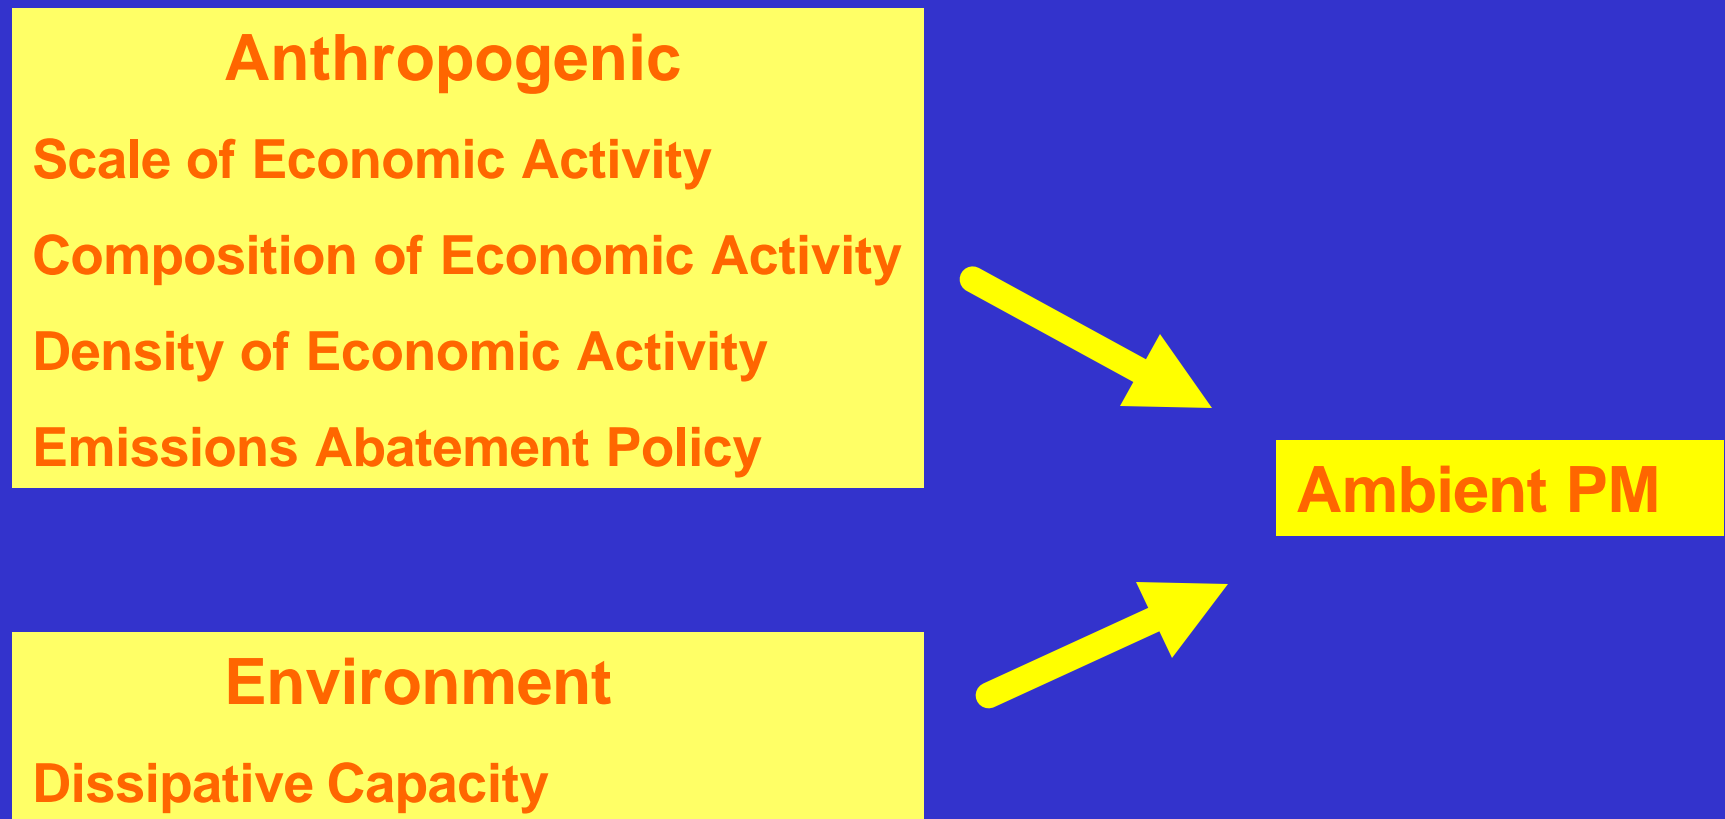 Anthropogenic
Scale of Economic Activity
Composition of Economic Activity
Density of Economic Activity
Emissions Abatement Policy
Ambient PM
Environment
Dissipative Capacity